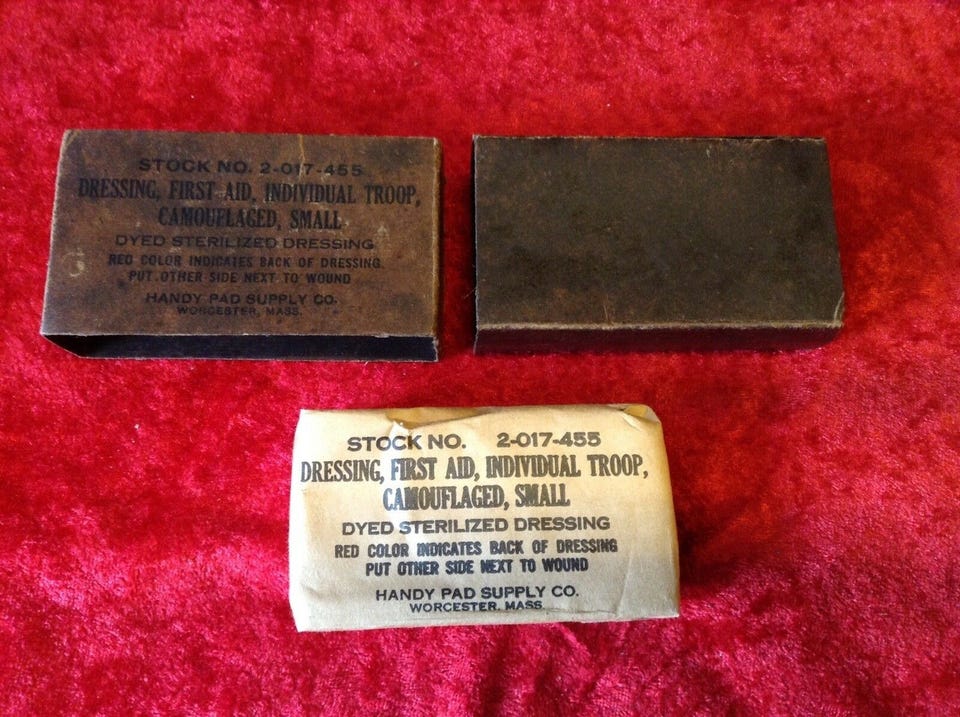 STOCK NO. 2-017-455
DRESSING, FIRST AID, INDIVIDUAL TROOP,
CAMOUFLAGED, SMALL
DYED STERILIZED DRESSING
RED COLOR INDICATES BACK OF DRESSING
PUT OTHER SIDE NEXT TO WOUND
HANDY PAD SUPPLY CO.
WORCESTER, MASS.
STOCK NO. 2-017-455
DRESSING, FIRST AID, INDIVIDUAL TROOP,
CAMOUFLAGED, SMALL
DYED STERILIZED DRESSING
RED COLOR INDICATES BACK OF DRESSING
PUT OTHER SIDE NEXT TO WOUND
HANDY PAD SUPPLY CO.
WORCESTER, MASS.